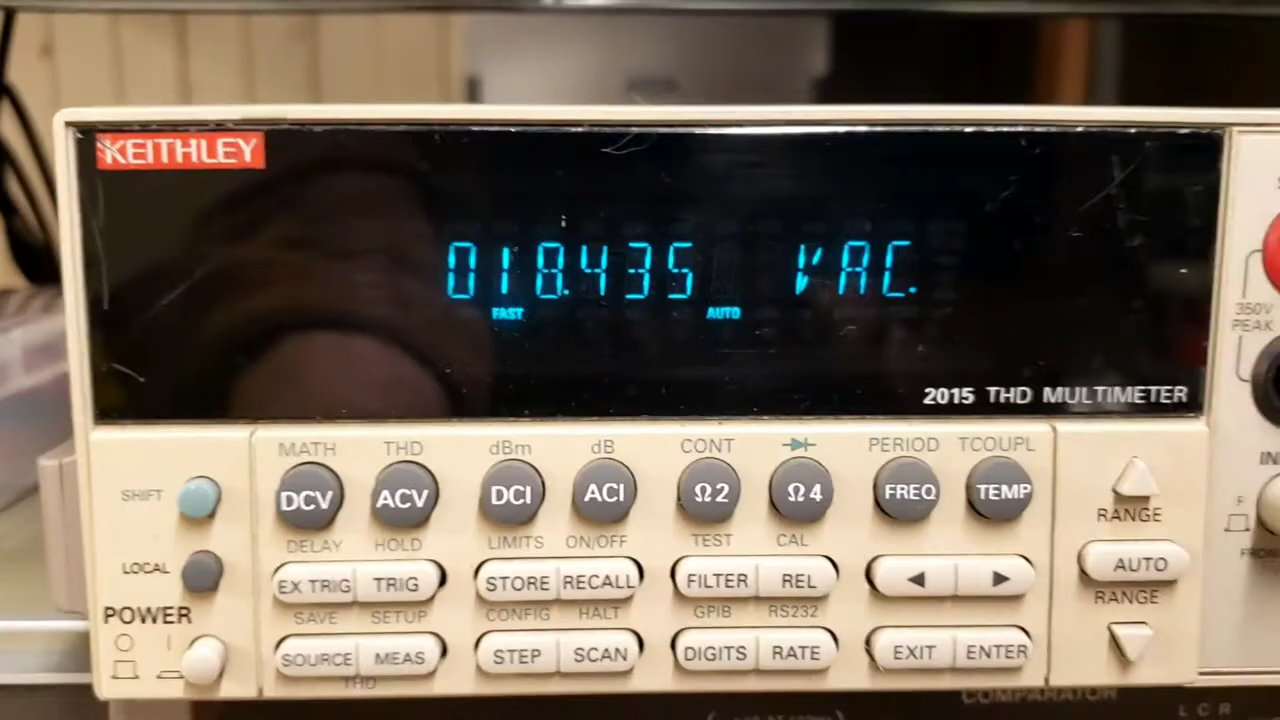 KEITHLEY
018.435 VAC.
FAST AUTO
2015 THD MULTIMETER
350V
PEAK
MATH THD dBm dB CONT PERIOD TCOUPL
SHIFT DCV ACV DCI ACI Ω2 Ω4 FREQ TEMP
RANGE
DELAY HOLD LIMITS ON/OFF TEST CAL
LOCAL EX TRIG TRIG STORE RECALL FILTER REL ◀ ▶ AUTO
RANGE
POWER SAVE SETUP CONFIG HALT GPIB RS232
SOURCE MEAS STEP SCAN DIGITS RATE EXIT ENTER
THD
COMPARATOR
LCR